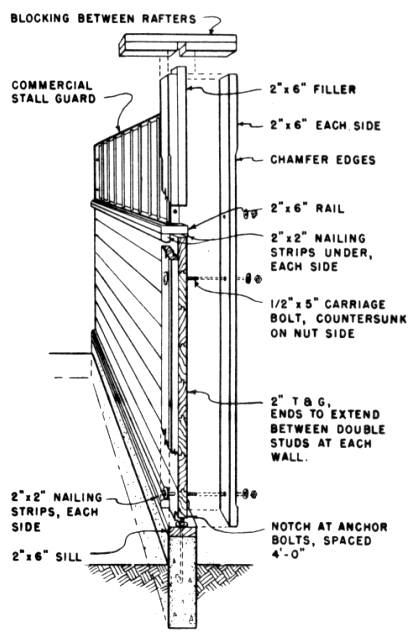 BLOCKING BETWEEN RAFTERS
COMMERCIAL
STALL GUARD
2"x 6" FILLER
2"x 6" EACH SIDE
CHAMFER EDGES
2"x 6" RAIL
2"x 2" NAILING
STRIPS UNDER,
EACH SIDE
1/2"x 5" CARRIAGE
BOLT, COUNTERSUNK
ON NUT SIDE
2" T & G,
ENDS TO EXTEND
BETWEEN DOUBLE
STUDS AT EACH
WALL.
2"x 2" NAILING
STRIPS, EACH
SIDE
2"x 6" SILL
NOTCH AT ANCHOR
BOLTS, SPACED
4'-0"